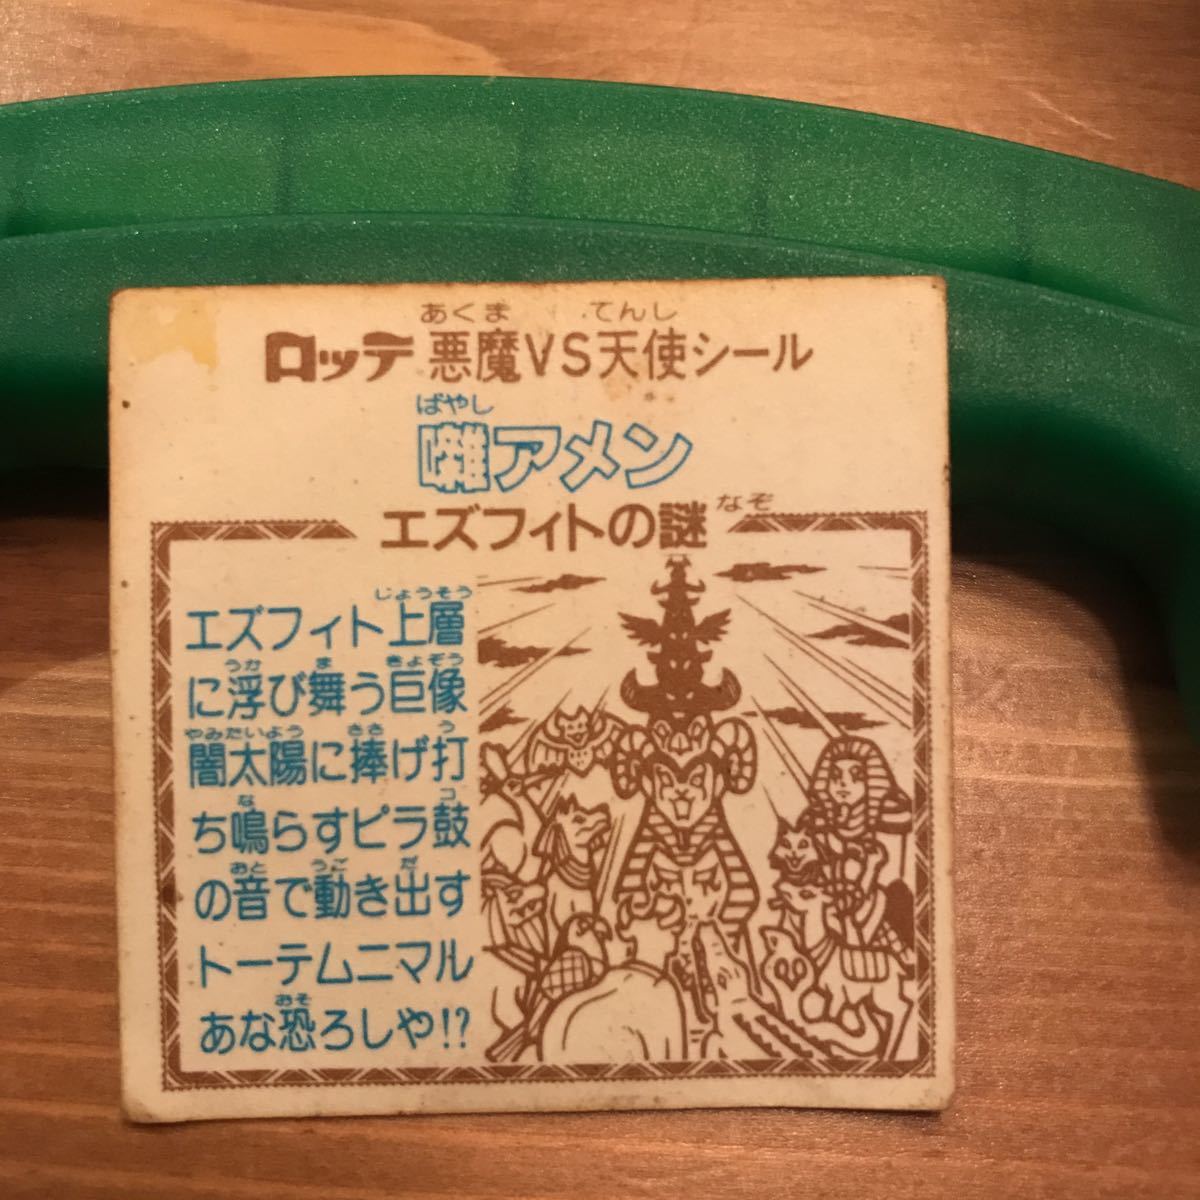 あくま てんし
ロッテ 悪魔VS天使シール
ばやし
囃アメン
エズフィトの謎
なぞ
じょうそう
エズフィト上層
うか ま きょぞう
に浮び舞う巨像
やみたいよう ささ う
闇太陽に捧げ打
な コ
ち鳴らすピラ鼓
おと うご だ
の音で動き出す
トーテムニマル
おそ
あな恐ろしや!?